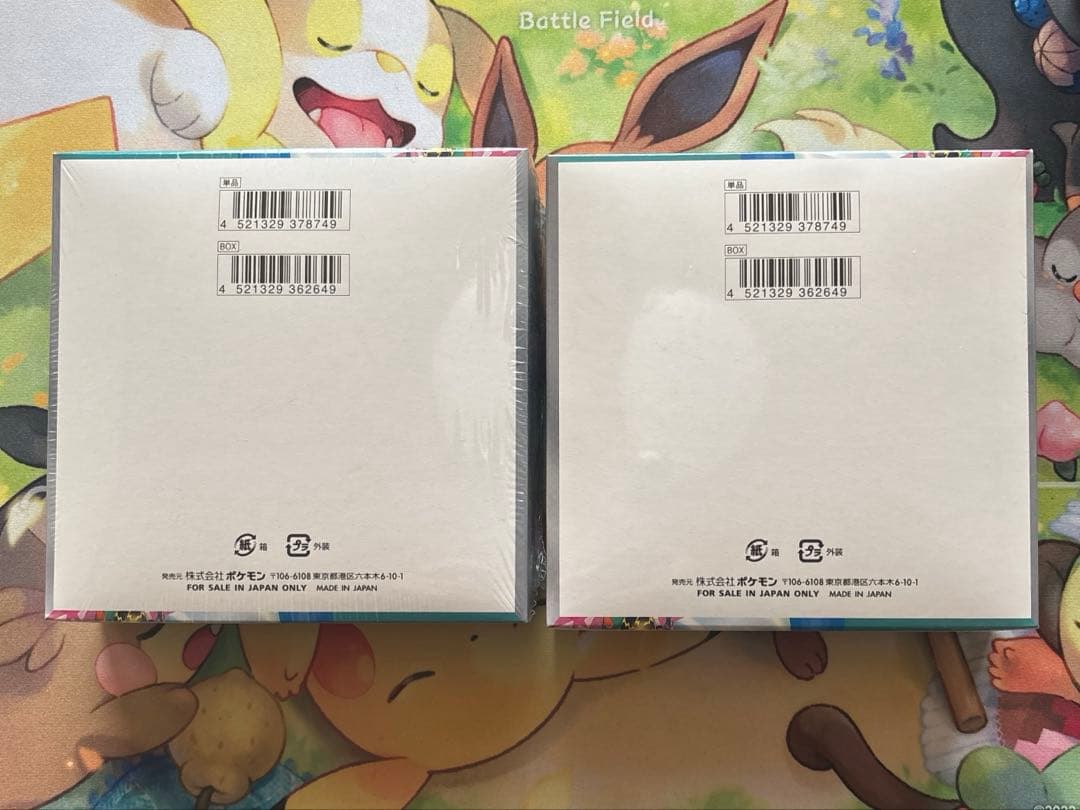 Battle Field
単品
4 521329 378749
BOX
4 521329 362649
紙 箱 プラ 外装
発売元 株式会社ポケモン 〒106-6108 東京都港区六本木6-10-1
FOR SALE IN JAPAN ONLY MADE IN JAPAN
単品
4 521329 378749
BOX
4 521329 362649
紙 箱 プラ 外装
発売元 株式会社ポケモン 〒106-6108 東京都港区六本木6-10-1
FOR SALE IN JAPAN ONLY MADE IN JAPAN